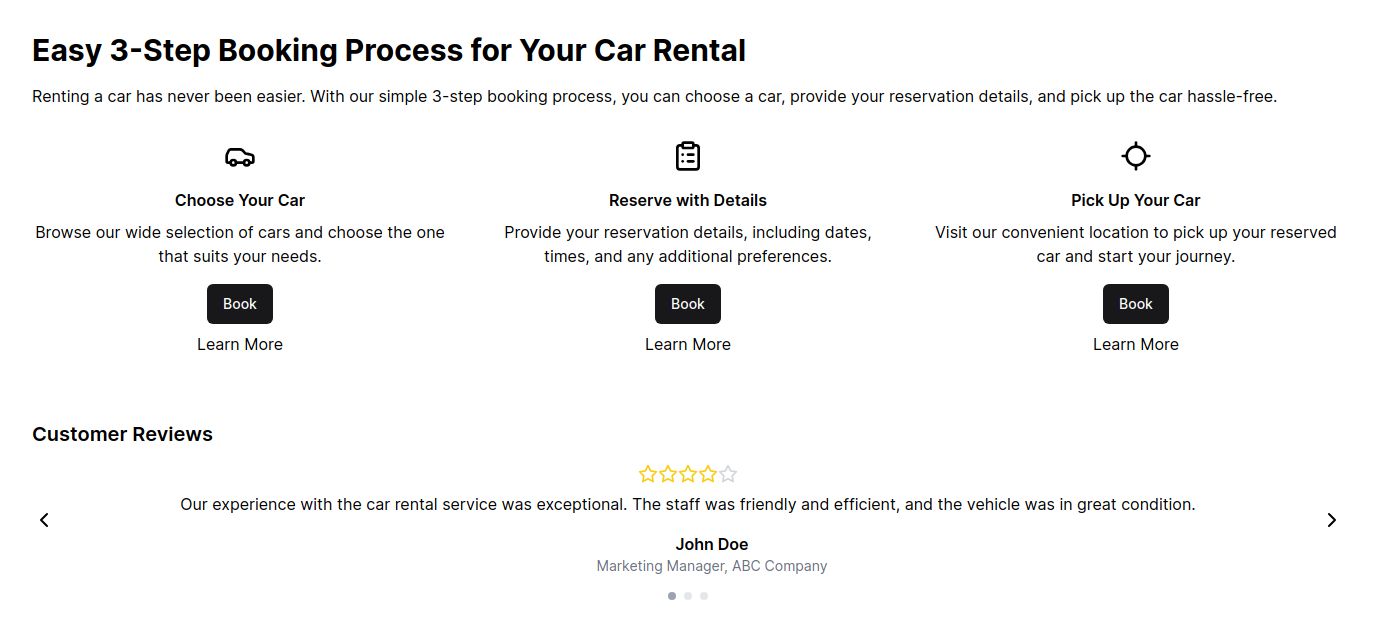 Easy 3-Step Booking Process for Your Car Rental
Renting a car has never been easier. With our simple 3-step booking process, you can choose a car, provide your reservation details, and pick up the car hassle-free.
Choose Your Car
Browse our wide selection of cars and choose the one
that suits your needs.
Book
Learn More
Reserve with Details
Provide your reservation details, including dates,
times, and any additional preferences.
Book
Learn More
Pick Up Your Car
Visit our convenient location to pick up your reserved
car and start your journey.
Book
Learn More
Customer Reviews
Our experience with the car rental service was exceptional. The staff was friendly and efficient, and the vehicle was in great condition.
John Doe
Marketing Manager, ABC Company